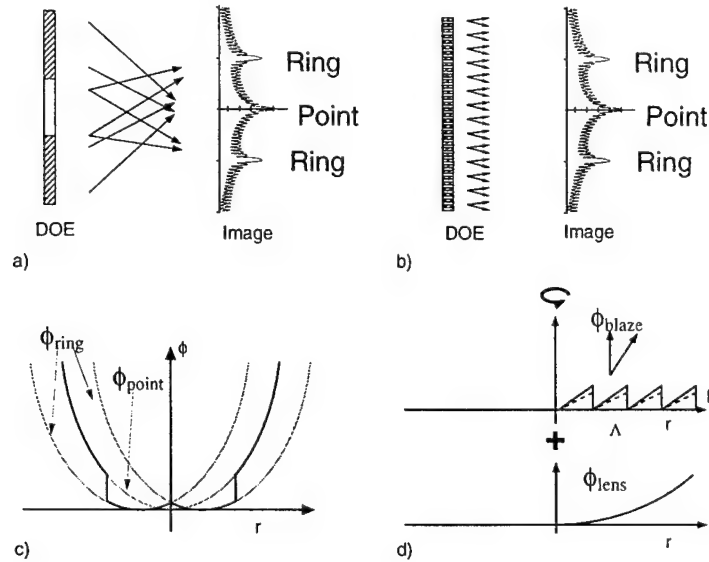 Ring
Point
Ring
DOE
Image
a)
Ring
Point
Ring
DOE
Image
b)
ϕring
ϕ
ϕpoint
r
c)
ϕblaze
Λ
r
ϕlens
r
d)